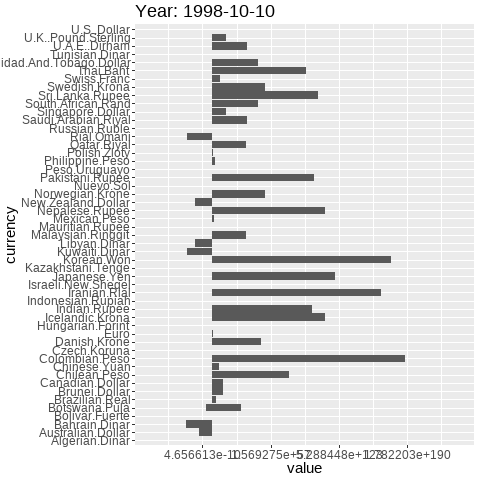 Year: 1998-10-10
U.S. Dollar
U.K. Pound Sterling
U.A.E. Dirham
Tunisian.Dinar
idad.And.Tobago.Dollar
Thai.Baht
Swiss.Franc
Swedish.Krona
Sri.Lanka.Rupee
South.African.Rand
Singapore.Dollar
Saudi.Arabian.Riyal
Russian.Ruble
Rial.Omani
Qatar.Riyal
Polish.Zloty
Philippine.Peso
Peso.Uruguayo
Pakistani.Rupee
Nuevo.Sol
Norwegian.Krone
New.Zealand.Dollar
Nepalese.Rupee
Mexican.Peso
Mauritian.Rupee
Malaysian.Ringgit
Libyan.Dinar
Kuwaiti.Dinar
Korean.Won
Kazakhstani.Tenge
Japanese.Yen
Israeli.New.Sheqel
Iranian.Rial
Indonesian.Rupiah
Indian.Rupee
Icelandic.Krona
Hungarian.Forint
Euro
Danish.Krone
Czech.Koruna
Colombian.Peso
Chinese.Yuan
Chilean.Peso
Canadian.Dollar
Brunei.Dollar
Brazilian.Real
Botswana.Pula
Bolivar.Fuerte
Bahrain.Dinar
Australian.Dollar
Algerian.Dinar
currency
value